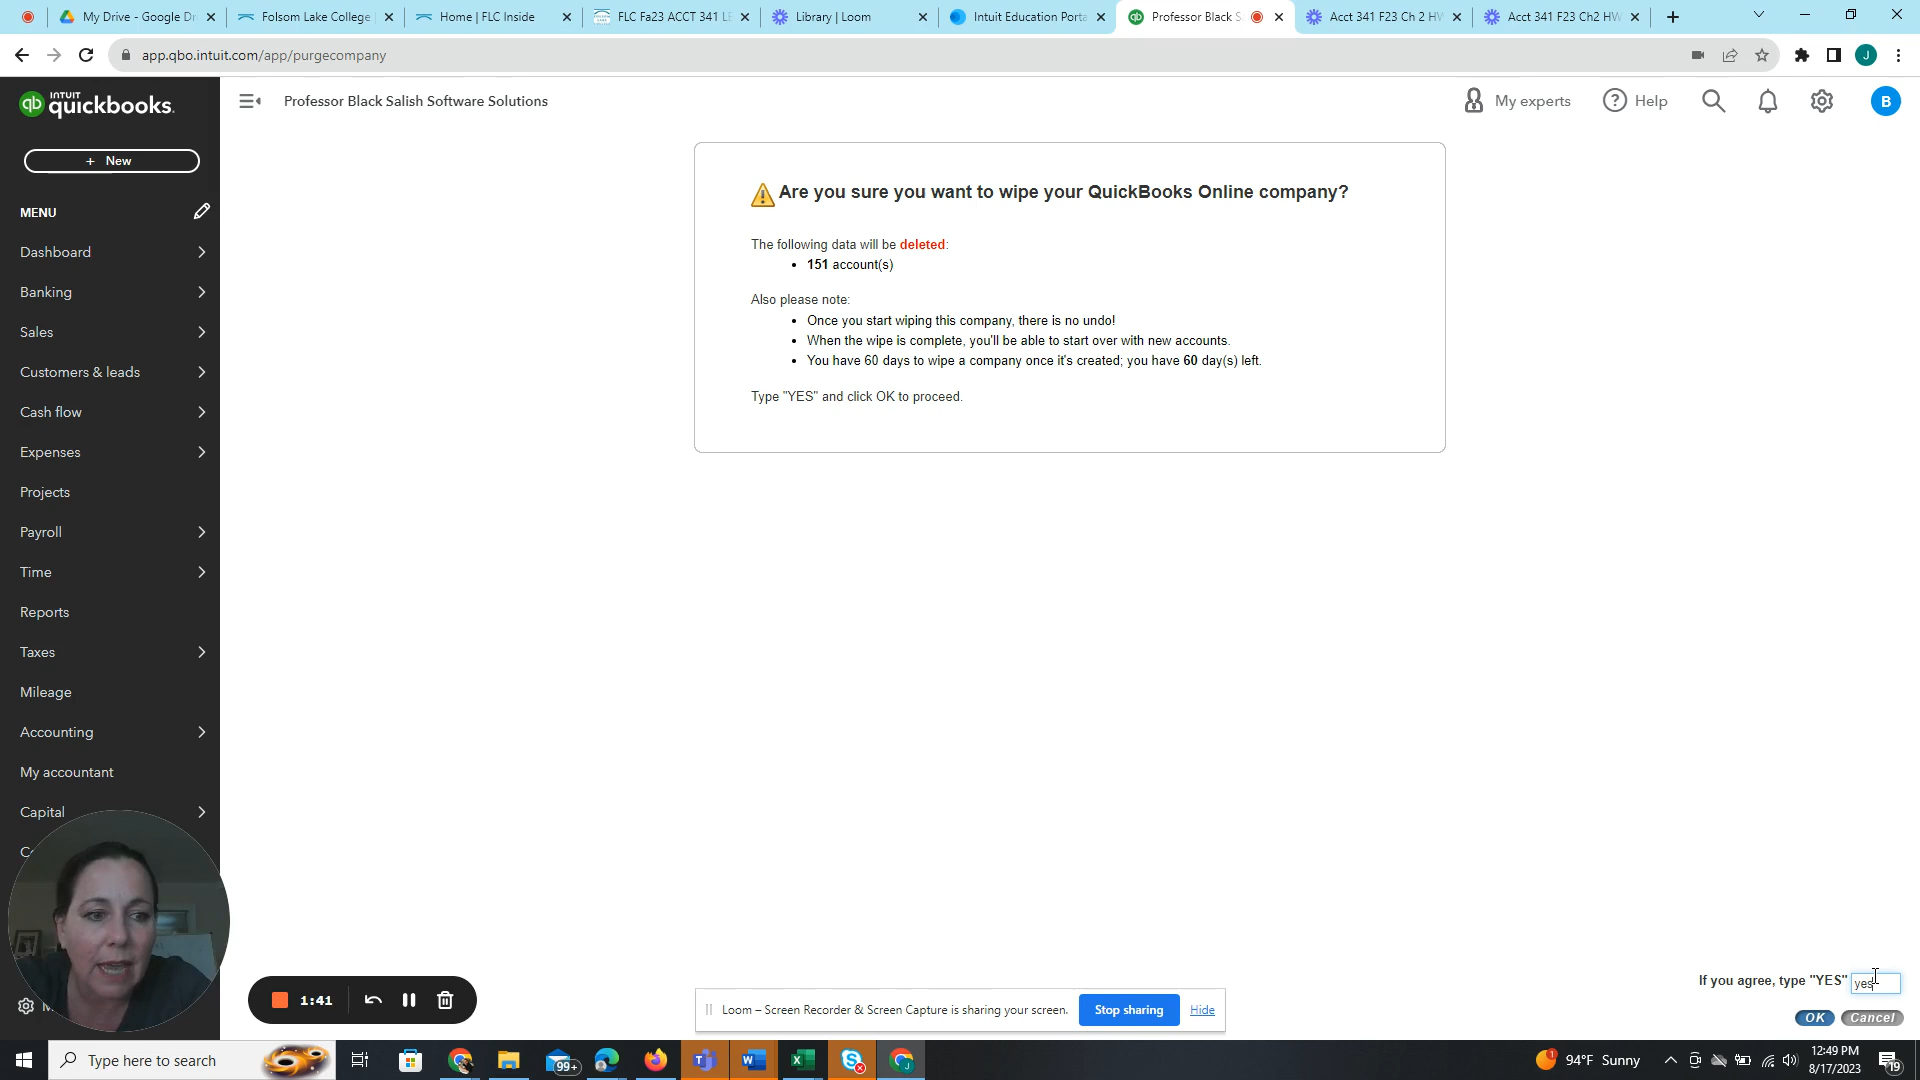 My Drive - Google Dr
Folsom Lake College
Home | FLC Inside
FLC Fa23 ACCT 341 LE
Library | Loom
Intuit Education Porta
Professor Black S
Acct 341 F23 Ch 2 HW
Acct 341 F23 Ch2 HW
app.qbo.intuit.com/app/purgecompany
J
INTUIT
quickbooks.
Professor Black Salish Software Solutions
My experts
Help
B
+ New
MENU
Dashboard
Banking
Sales
Customers & leads
Cash flow
Expenses
Projects
Payroll
Time
Reports
Taxes
Mileage
Accounting
My accountant
Capital
Are you sure you want to wipe your QuickBooks Online company?
The following data will be deleted:
• 151 account(s)
Also please note:
• Once you start wiping this company, there is no undo!
• When the wipe is complete, you'll be able to start over with new accounts.
• You have 60 days to wipe a company once it's created; you have 60 day(s) left.
Type "YES" and click OK to proceed.
If you agree, type "YES" yes
OK Cancel
1:41
Loom – Screen Recorder & Screen Capture is sharing your screen. Stop sharing Hide
Type here to search
99+
94°F Sunny
12:49 PM
8/17/2023
19